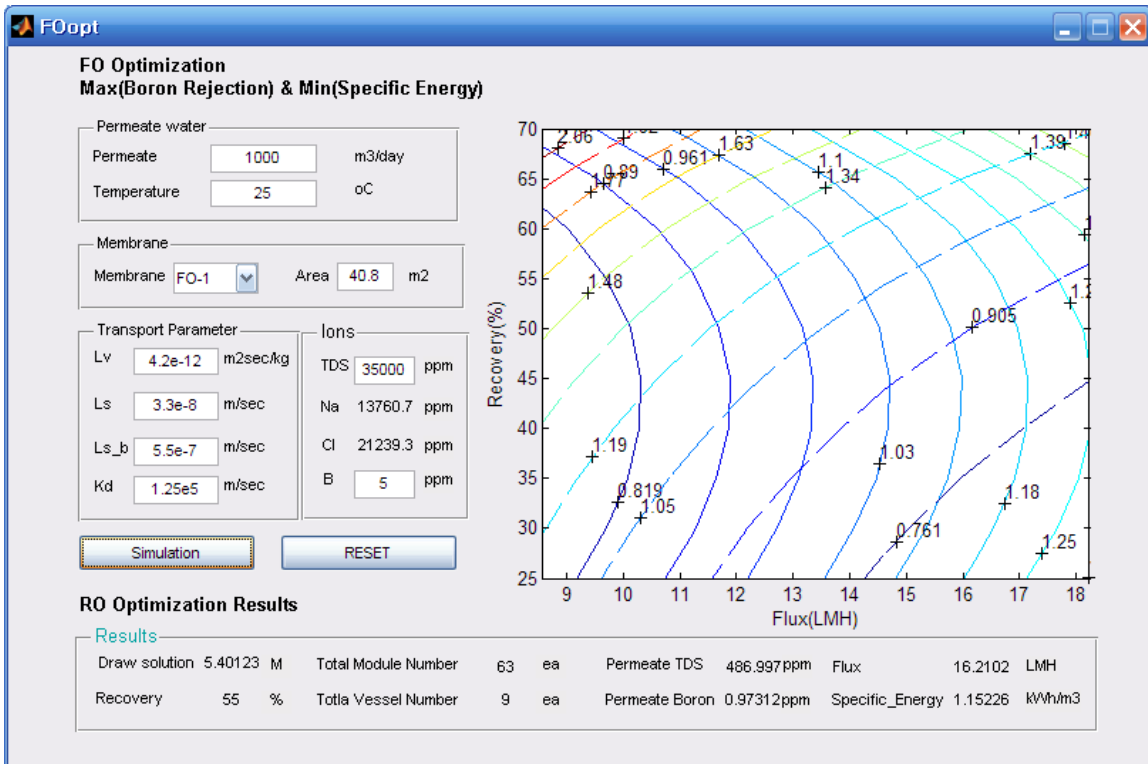 FOopt
FO Optimization
Max(Boron Rejection) & Min(Specific Energy)
Permeate water
Permeate 1000 m3/day
Temperature 25 oC
Membrane
Membrane FO-1 Area 40.8 m2
Transport Parameter
Lv 4.2e-12 m2sec/kg
Ls 3.3e-8 m/sec
Ls_b 5.5e-7 m/sec
Kd 1.25e5 m/sec
Ions
TDS 35000 ppm
Na 13760.7 ppm
Cl 21239.3 ppm
B 5 ppm
Simulation RESET
70
65
60
55
50
45
40
35
30
25
Recovery(%)
2.06 1.63 1.39
0.89 0.961 1.1
1.34
1.48
0.905
1.19
0.819 1.05 1.03
1.18
0.761
1.25
9 10 11 12 13 14 15 16 17 18
Flux(LMH)
RO Optimization Results
Results
Draw solution 5.40123 M Total Module Number 63 ea Permeate TDS 486.997ppm Flux 16.2102 LMH
Recovery 55 % Totla Vessel Number 9 ea Permeate Boron 0.97312ppm Specific_Energy 1.15226 kWh/m3